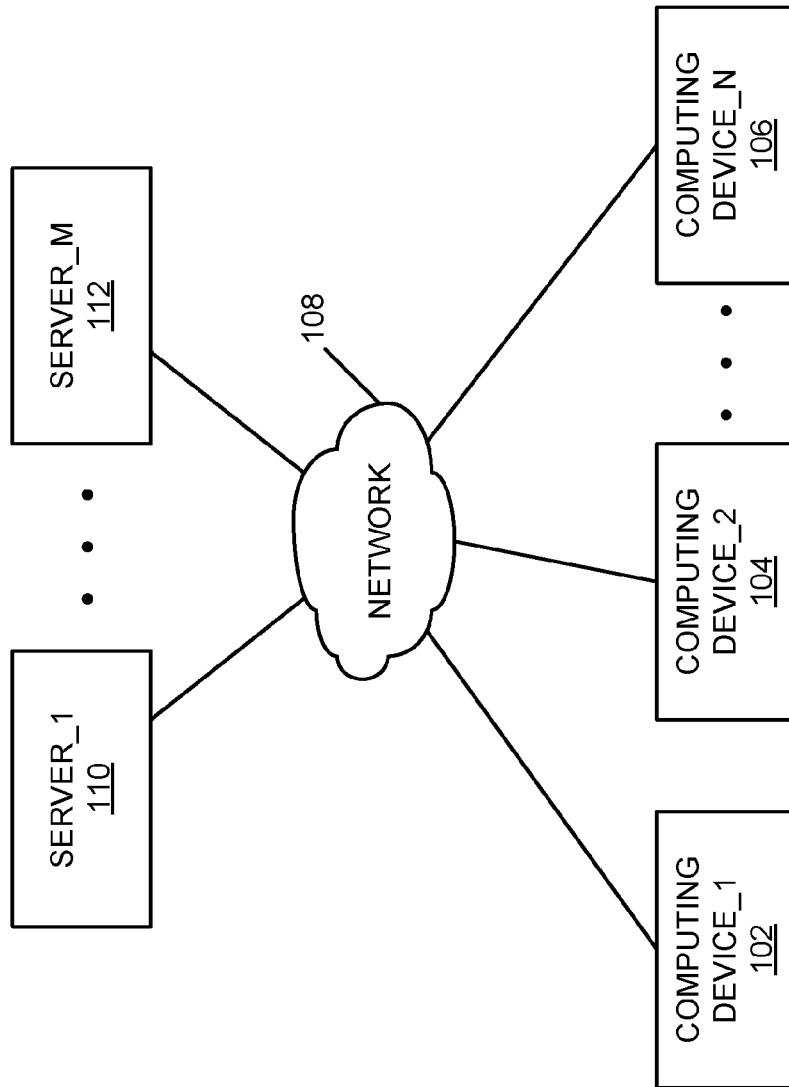 SERVER_1
110
SERVER_M
112
108
NETWORK
COMPUTING
DEVICE_1
102
COMPUTING
DEVICE_2
104
COMPUTING
DEVICE_N
106